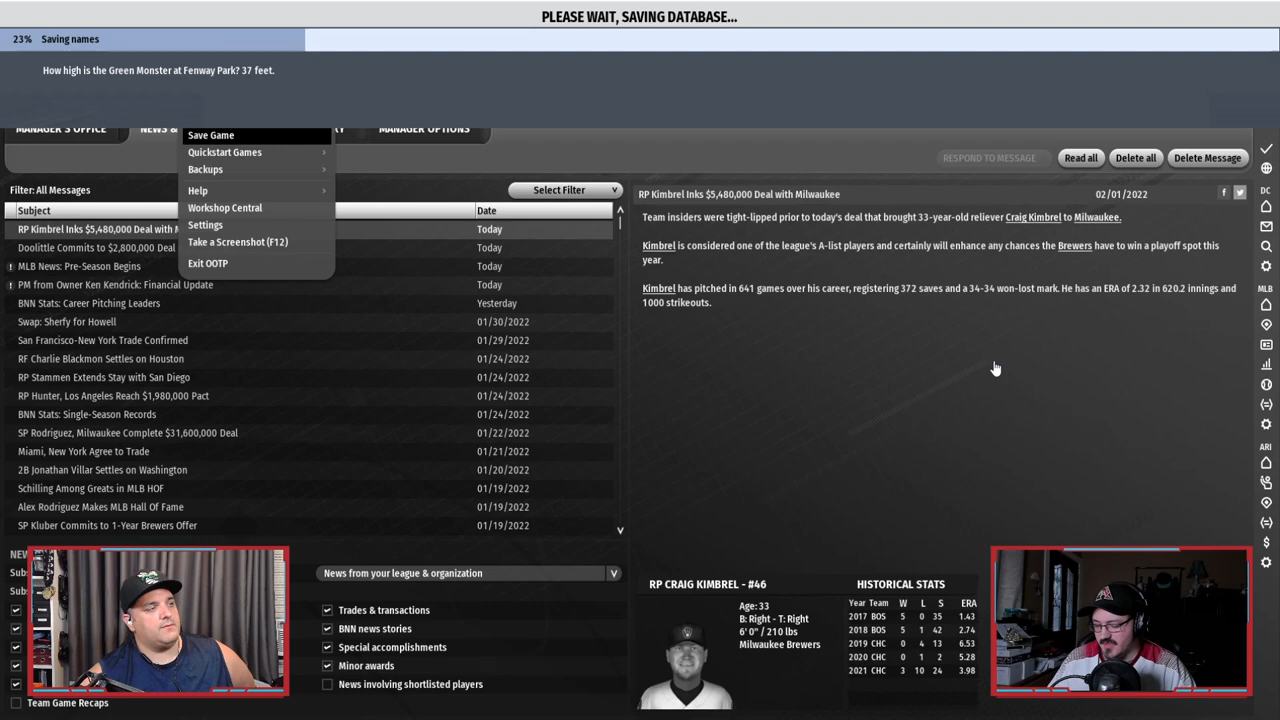 PLEASE WAIT, SAVING DATABASE...
23% Saving names
How high is the Green Monster at Fenway Park? 37 feet.
MANAGER'S OFFICE NEWS & MANAGER OPTIONS
Save Game
Quickstart Games
Backups
Help
Workshop Central
Settings
Take a Screenshot (F12)
Exit OOTP
RESPOND TO MESSAGE Read all Delete all Delete Message
Filter: All Messages Select Filter
Subject Date
RP Kimbrel Inks $5,480,000 Deal with M Today
Doolittle Commits to $2,800,000 Deal Today
! MLB News: Pre-Season Begins Today
! PM from Owner Ken Kendrick: Financial Update Today
BNN Stats: Career Pitching Leaders Yesterday
Swap: Sherfy for Howell 01/30/2022
San Francisco-New York Trade Confirmed 01/29/2022
RF Charlie Blackmon Settles on Houston 01/24/2022
RP Stammen Extends Stay with San Diego 01/24/2022
RP Hunter, Los Angeles Reach $1,980,000 Pact 01/24/2022
BNN Stats: Single-Season Records 01/24/2022
SP Rodriguez, Milwaukee Complete $31,600,000 Deal 01/22/2022
Miami, New York Agree to Trade 01/21/2022
2B Jonathan Villar Settles on Washington 01/20/2022
Schilling Among Greats in MLB HOF 01/19/2022
Alex Rodriguez Makes MLB Hall Of Fame 01/19/2022
SP Kluber Commits to 1-Year Brewers Offer 01/19/2022
RP Kimbrel Inks $5,480,000 Deal with Milwaukee 02/01/2022
Team insiders were tight-lipped prior to today's deal that brought 33-year-old reliever Craig Kimbrel to Milwaukee.
Kimbrel is considered one of the league's A-list players and certainly will enhance any chances the Brewers have to win a playoff spot this
year.
Kimbrel has pitched in 641 games over his career, registering 372 saves and a 34-34 won-lost mark. He has an ERA of 2.32 in 620.2 innings and
1000 strikeouts.
DC
MLB
ARI
NEW
Subs
Subs
News from your league & organization
Trades & transactions
BNN news stories
Special accomplishments
Minor awards
News involving shortlisted players
Team Game Recaps
RP CRAIG KIMBREL - #46
Age: 33
B: Right - T: Right
6' 0" / 210 lbs
Milwaukee Brewers
HISTORICAL STATS
Year Team W L S ERA
2017 BOS 5 0 35 1.43
2018 BOS 5 1 42 2.74
2019 CHC 0 4 13 6.53
2020 CHC 0 1 2 5.28
2021 CHC 3 10 24 3.98